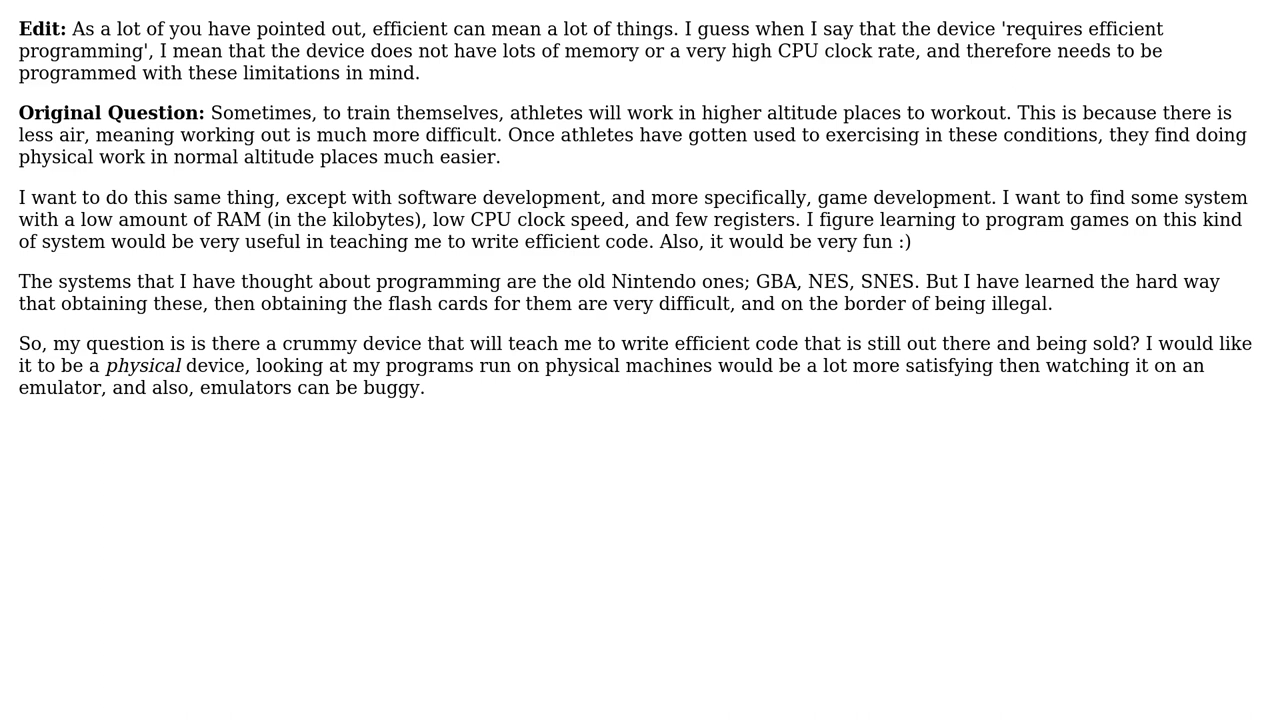 Edit: As a lot of you have pointed out, efficient can mean a lot of things. I guess when I say that the device 'requires efficient
programming', I mean that the device does not have lots of memory or a very high CPU clock rate, and therefore needs to be
programmed with these limitations in mind.
Original Question: Sometimes, to train themselves, athletes will work in higher altitude places to workout. This is because there is
less air, meaning working out is much more difficult. Once athletes have gotten used to exercising in these conditions, they find doing
physical work in normal altitude places much easier.
I want to do this same thing, except with software development, and more specifically, game development. I want to find some system
with a low amount of RAM (in the kilobytes), low CPU clock speed, and few registers. I figure learning to program games on this kind
of system would be very useful in teaching me to write efficient code. Also, it would be very fun :)
The systems that I have thought about programming are the old Nintendo ones; GBA, NES, SNES. But I have learned the hard way
that obtaining these, then obtaining the flash cards for them are very difficult, and on the border of being illegal.
So, my question is is there a crummy device that will teach me to write efficient code that is still out there and being sold? I would like
it to be a physical device, looking at my programs run on physical machines would be a lot more satisfying then watching it on an
emulator, and also, emulators can be buggy.